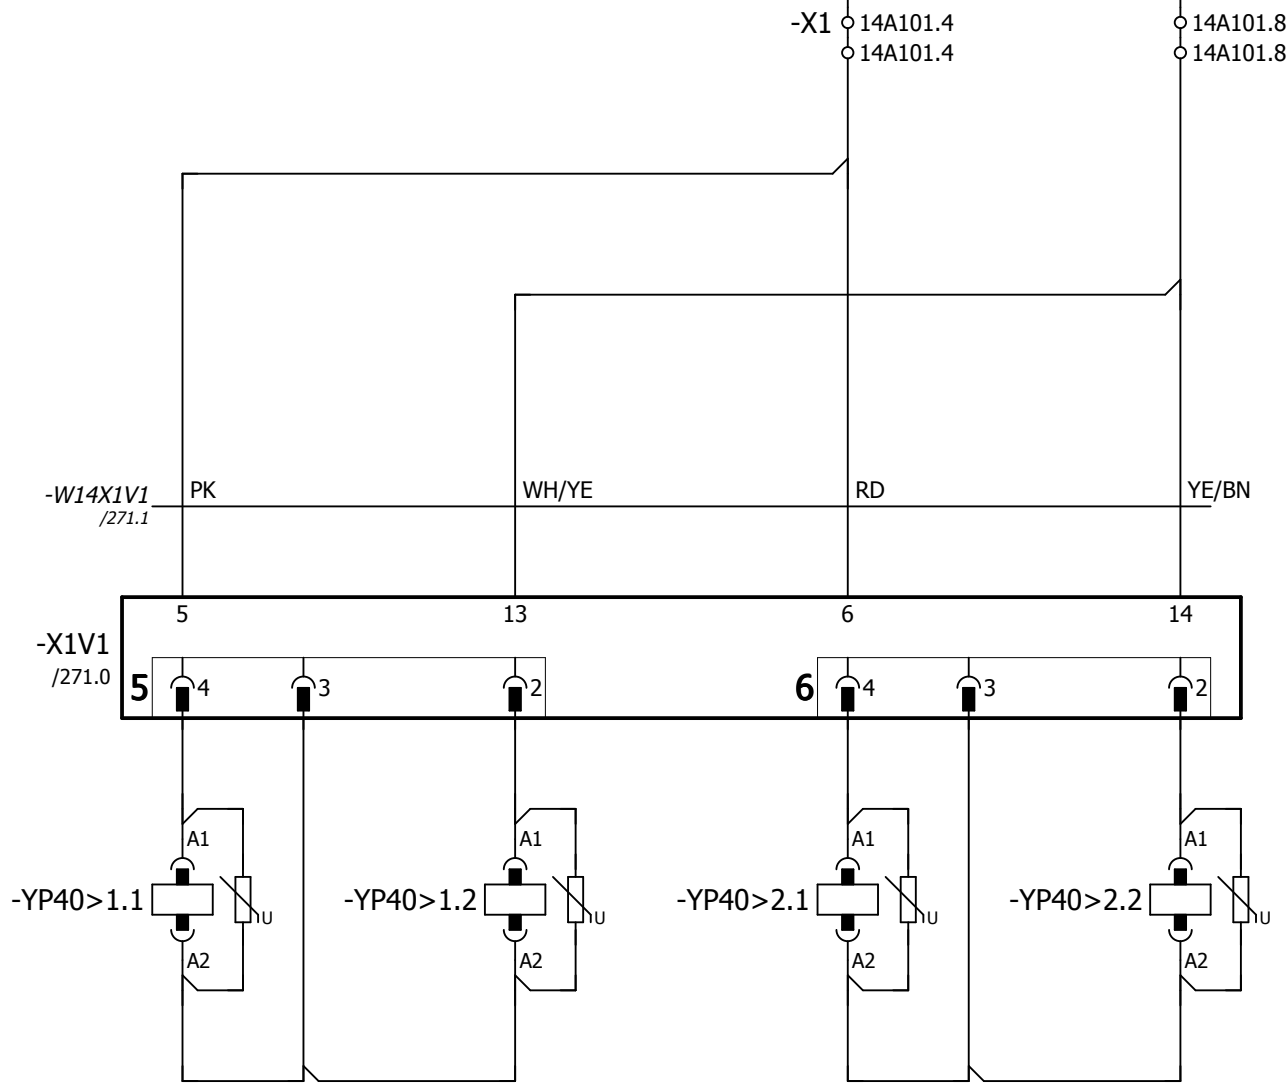 -X1 14A101.4 14A101.8
14A101.4 14A101.8
-W14X1V1 PK WH/YE RD YE/BN
/271.1
5 13 6 14
-X1V1
/271.0
5 4 3 2 6 4 3 2
A1 A1 A1 A1
-YP40>1.1 U -YP40>1.2 U -YP40>2.1 U -YP40>2.2 U
A2 A2 A2 A2